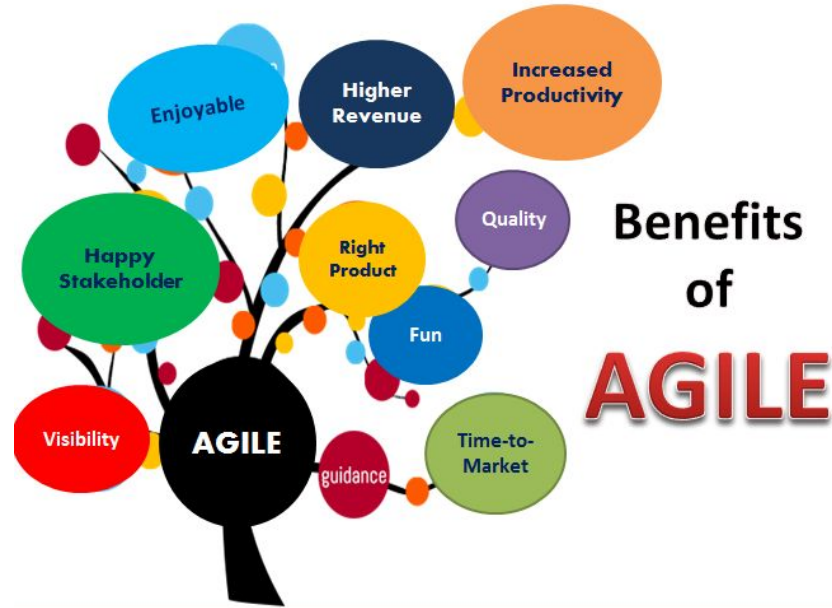 Enjoyable
Higher
Revenue
Increased
Productivity
Happy
Stakeholder
Right
Product
Quality
Fun
Visibility
AGILE
guidance
Time-to-
Market
Benefits
of
AGILE